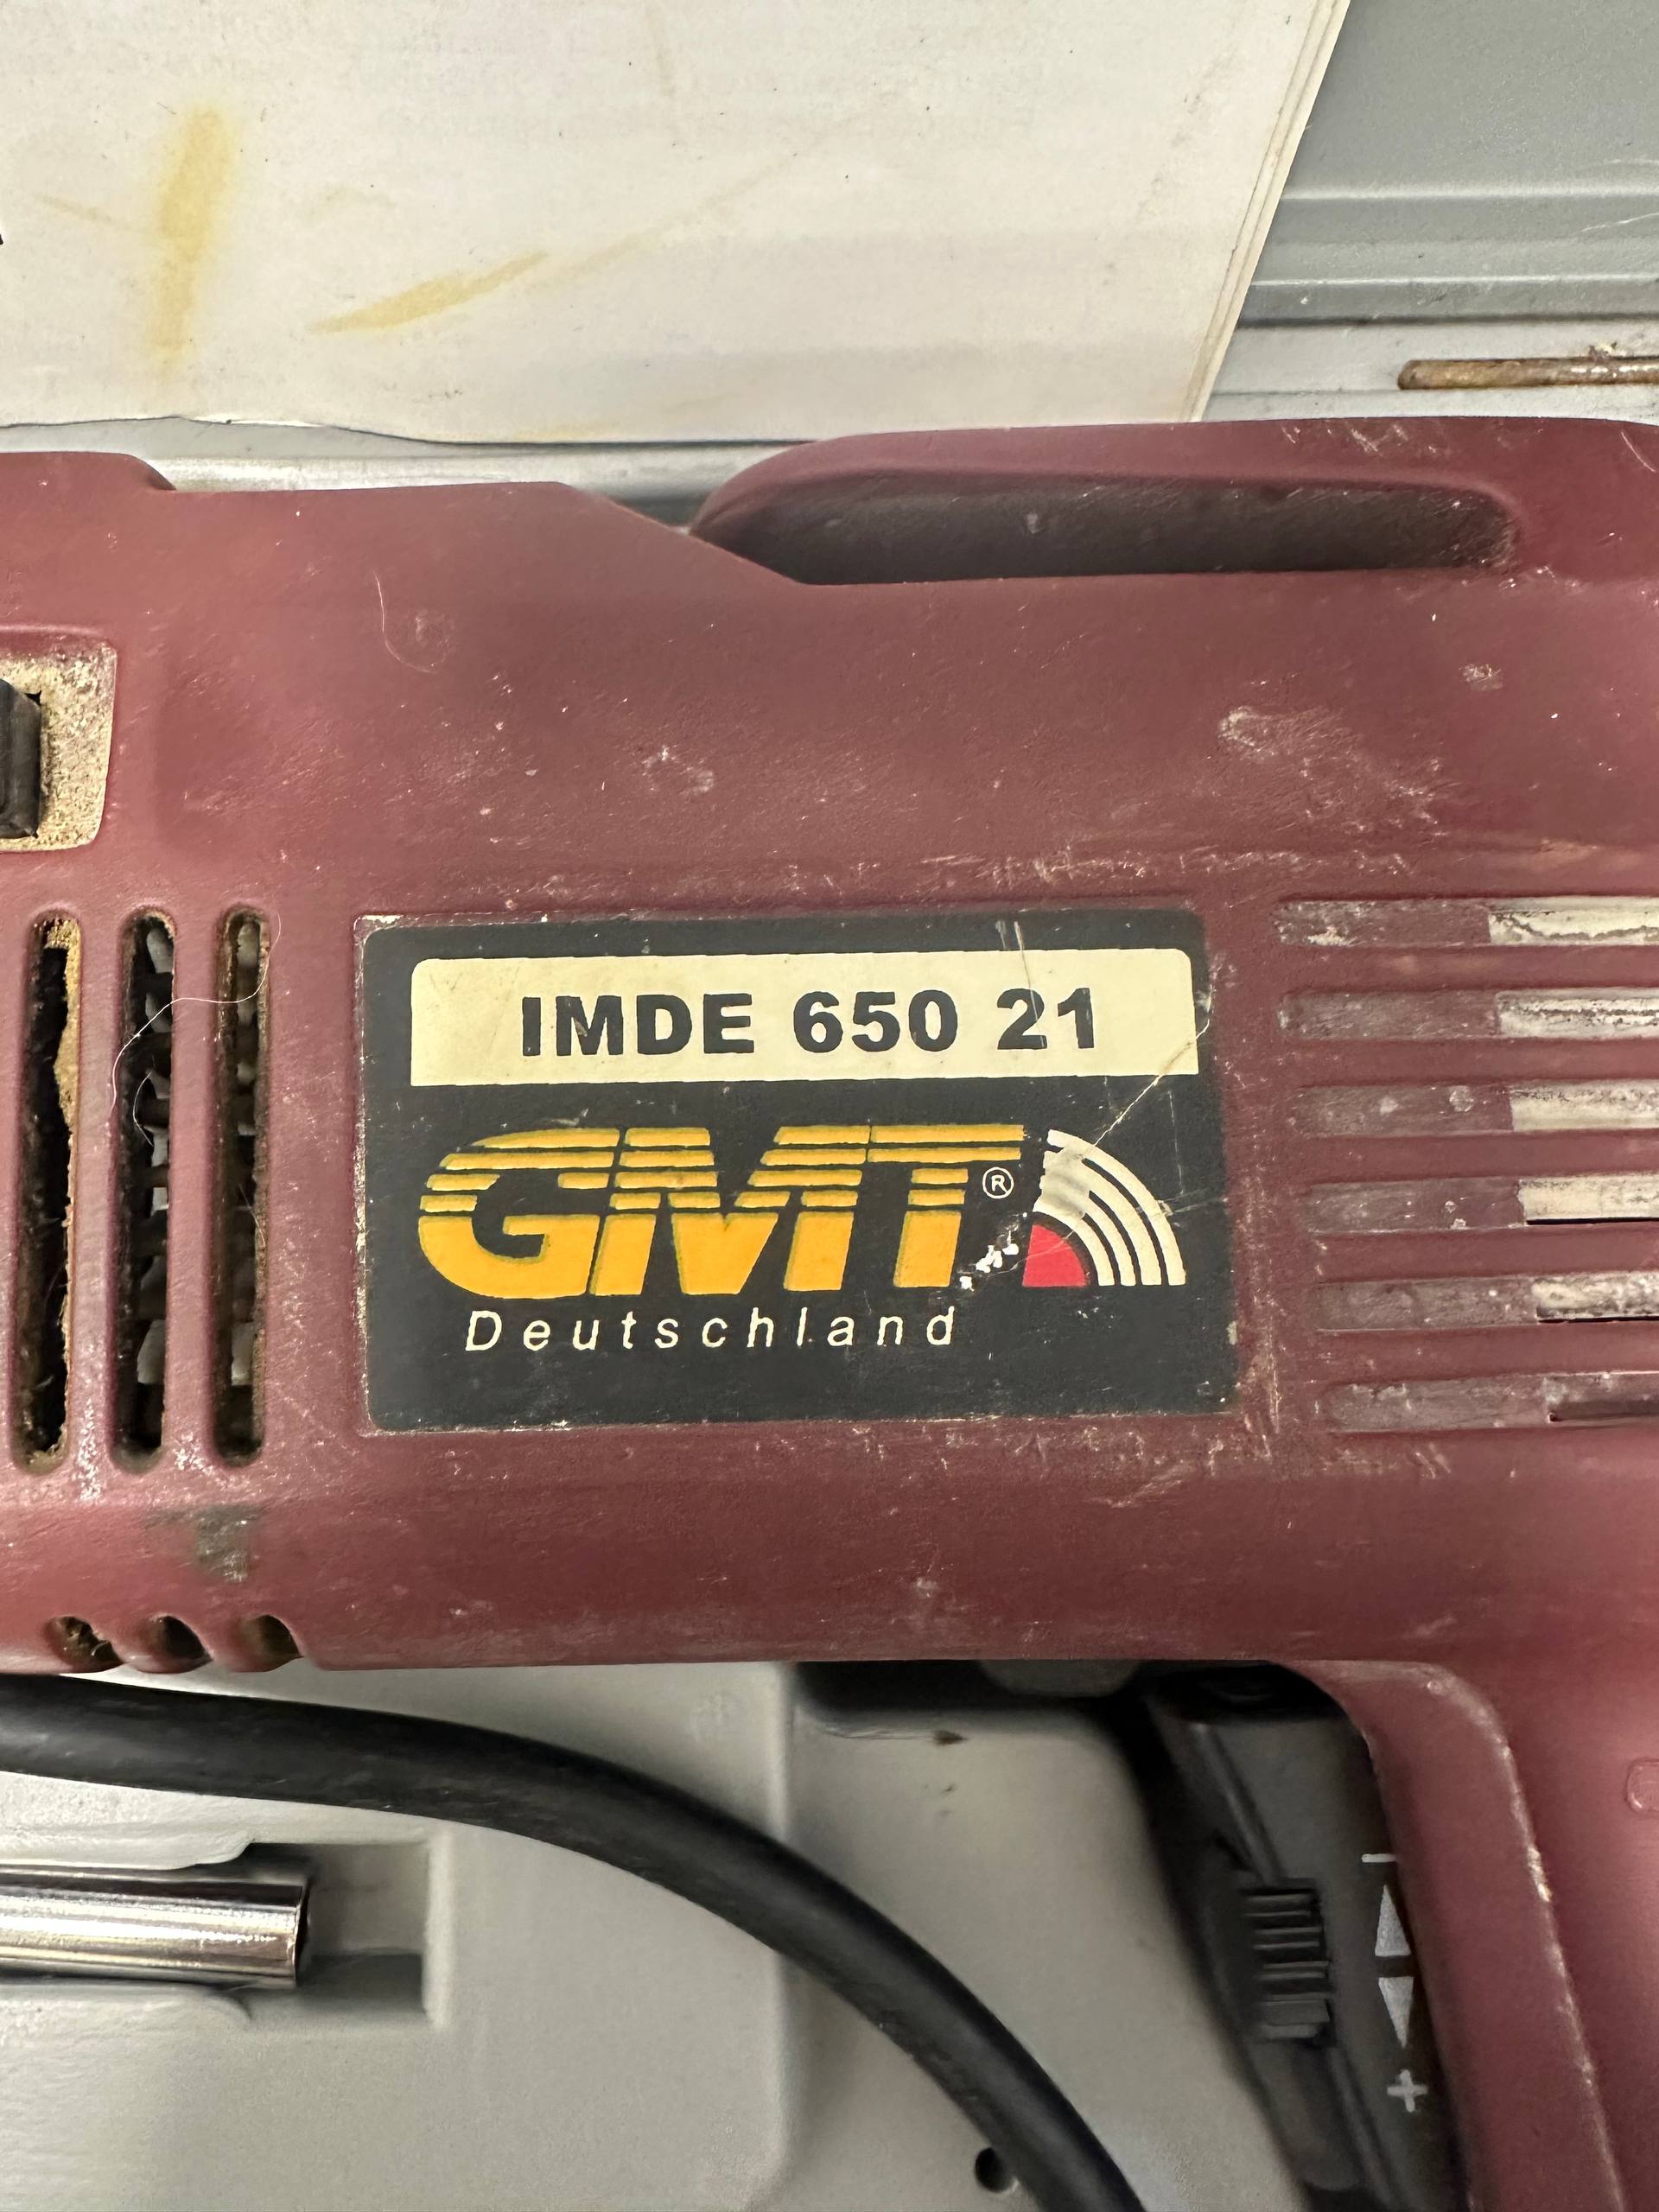 IMDE 650 21
GMT®
Deutschland
−
+